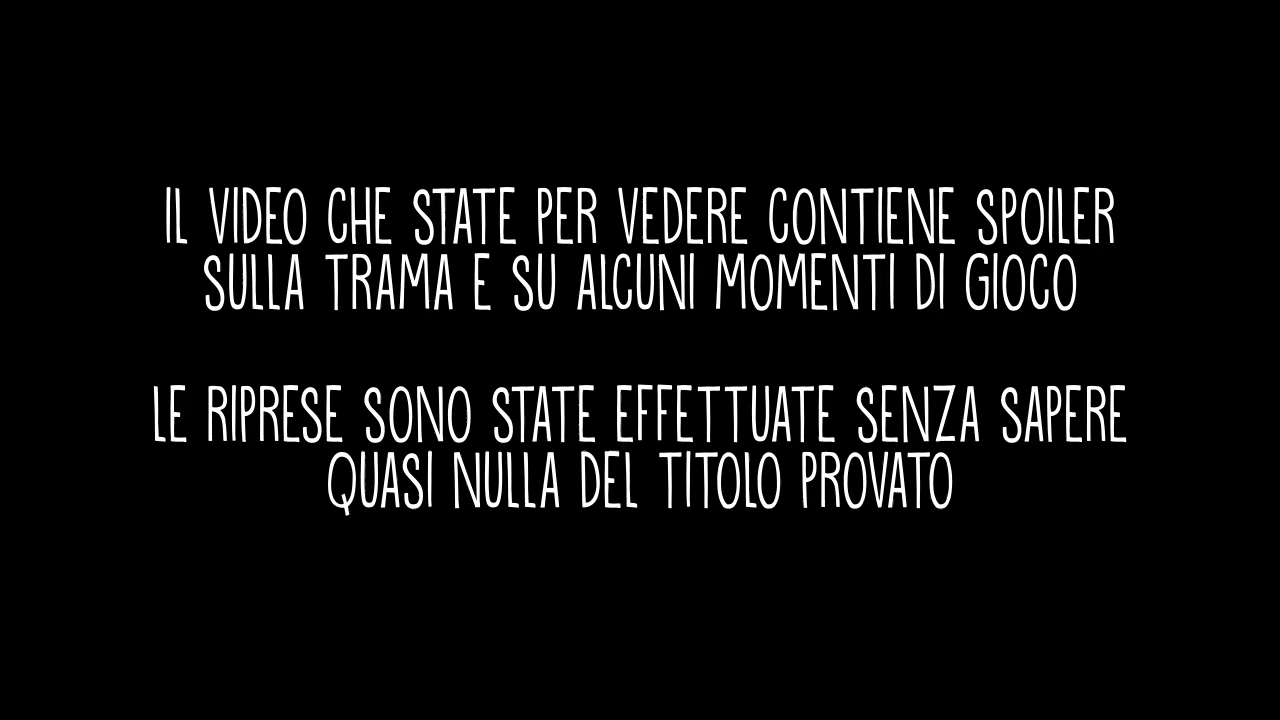 IL VIDEO CHE STATE PER VEDERE CONTIENE SPOILER
SULLA TRAMA E SU ALCUNI MOMENTI DI GIOCO
LE RIPRESE SONO STATE EFFETTUATE SENZA SAPERE
QUASI NULLA DEL TITOLO PROVATO